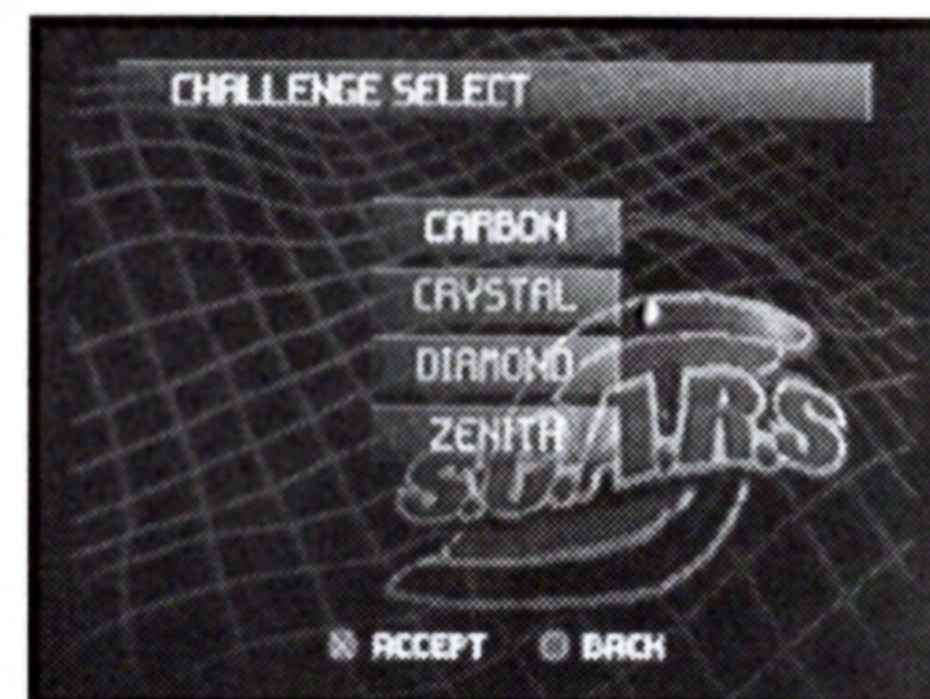 CHALLENGE SELECT
CARBON
CRYSTAL
DIAMOND
ZENITH
S.C.A.R.S
ACCEPT BACK